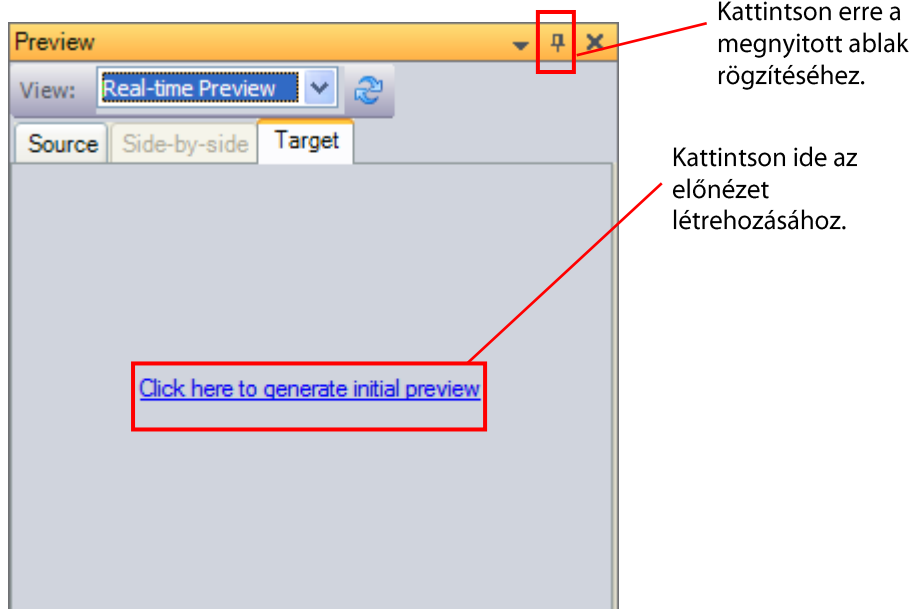 Kattintson erre a
megnyitott ablak
rögzítéséhez.
Preview
View: Real-time Preview
Source Side-by-side Target
Kattintson ide az
előnézet
létrehozásához.
Click here to generate initial preview